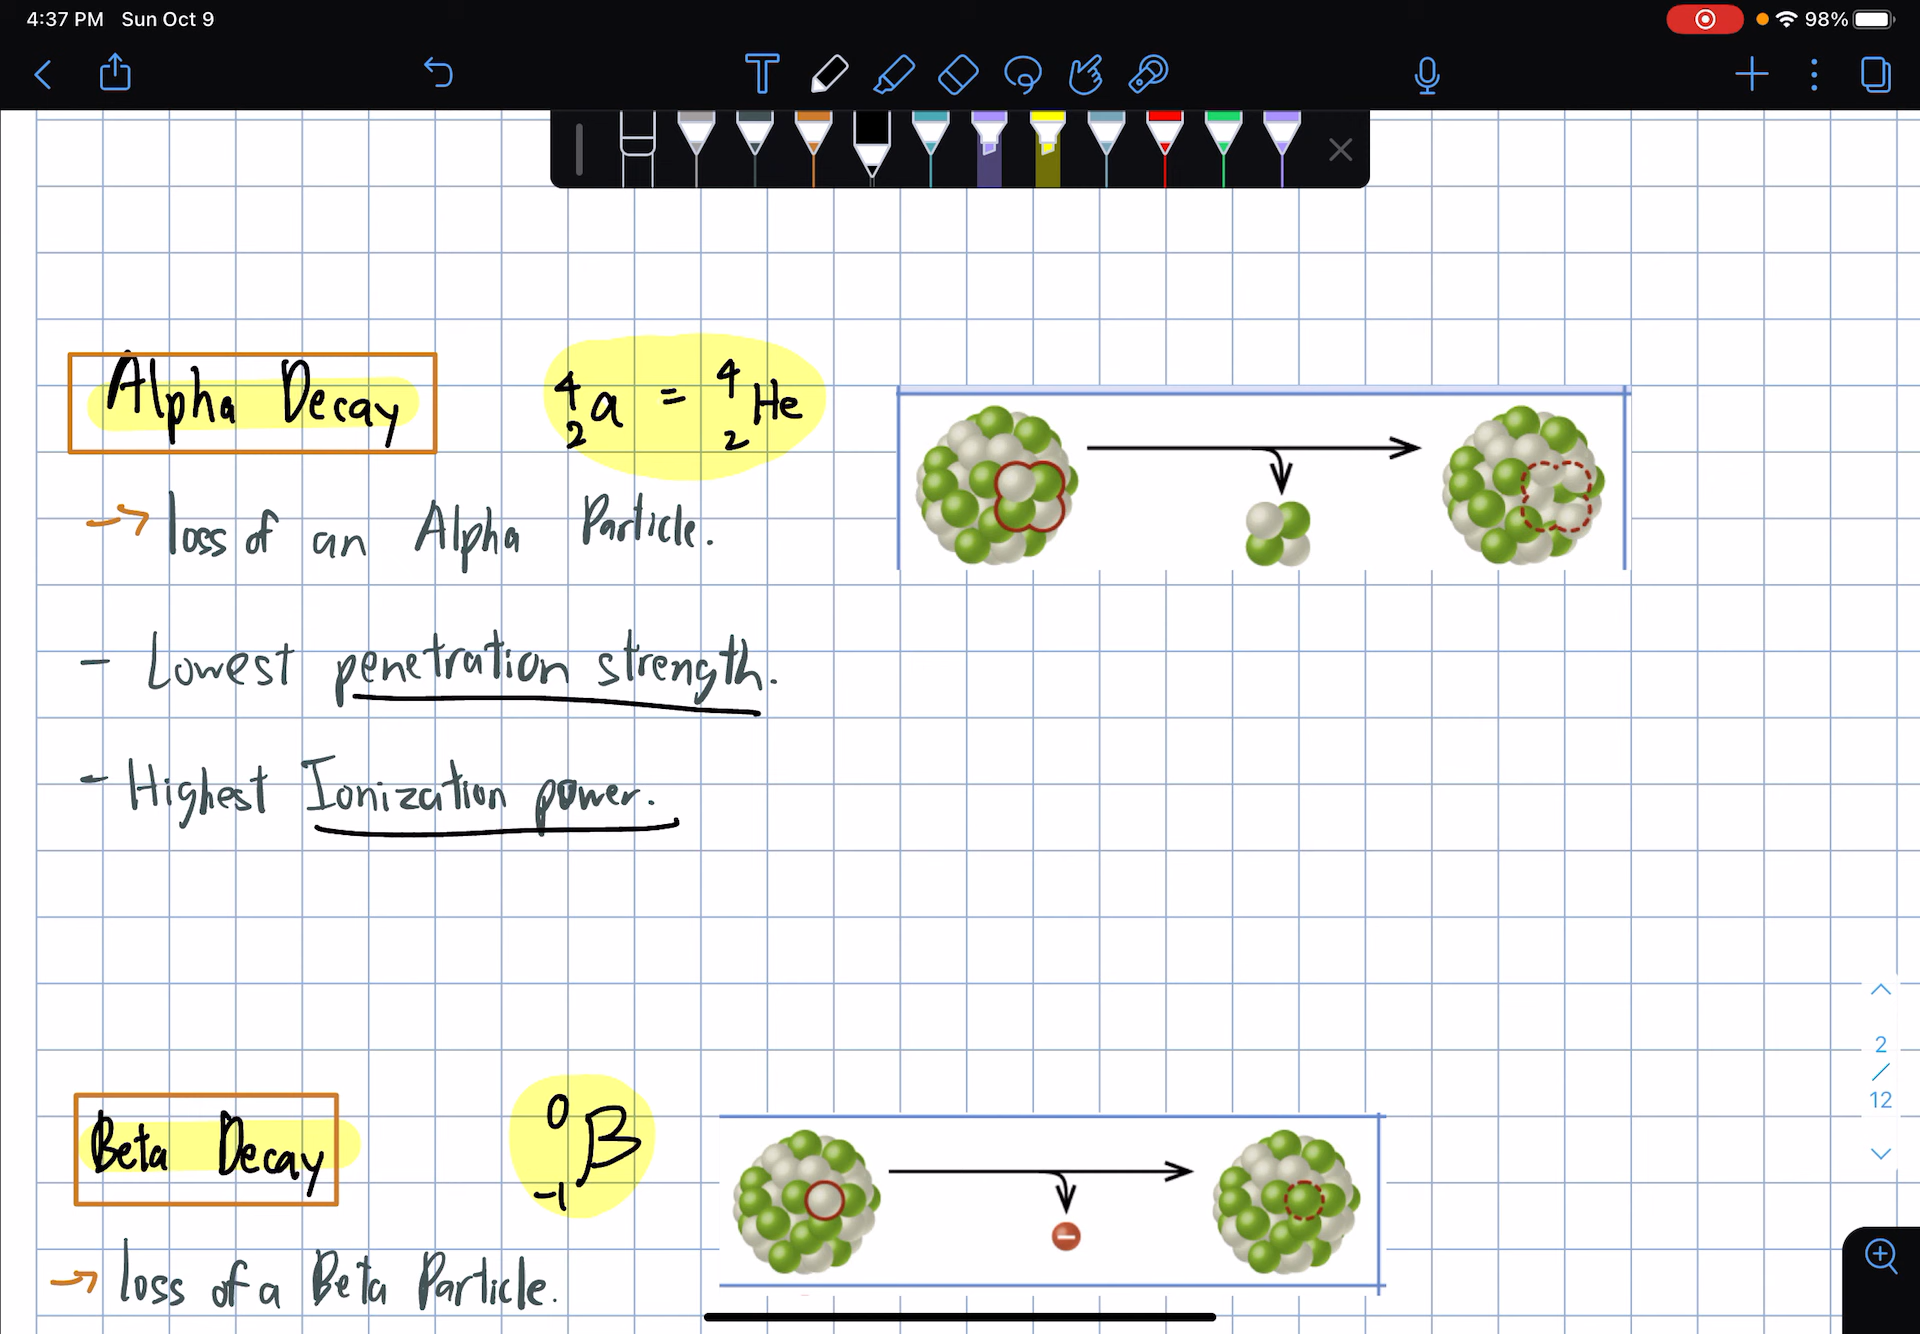 4:37 PM Sun Oct 9
98%
T
Alpha Decay
4 2 a = 4 2 He
→ loss of an Alpha Particle.
- Lowest penetration strength.
- Highest Ionization power.
2
/
12
Beta Decay
0 -1 β
→ loss of a Beta Particle.